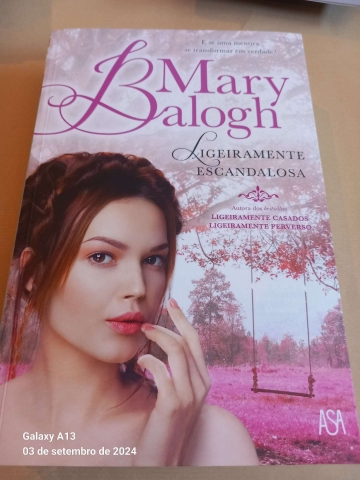 E se uma mentira
se transformar em verdade?
Mary
Balogh
LIGEIRAMENTE
ESCANDALOSA
Autora dos bestsellers
LIGEIRAMENTE CASADOS
LIGEIRAMENTE PERVERSO
ASA
Galaxy A13
03 de setembro de 2024